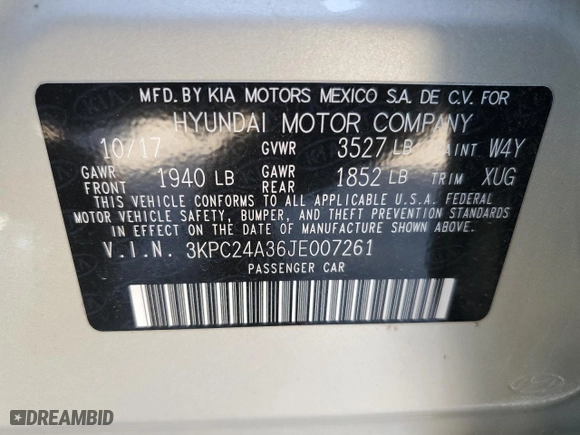 MFD. BY KIA MOTORS MEXICO S.A. DE C.V. FOR
HYUNDAI MOTOR COMPANY
10/17 GVWR 3527 LB PAINT W4Y
GAWR FRONT 1940 LB GAWR REAR 1852 LB TRIM XUG
THIS VEHICLE CONFORMS TO ALL APPLICABLE U.S.A. FEDERAL
MOTOR VEHICLE SAFETY, BUMPER, AND THEFT PREVENTION STANDARDS
IN EFFECT ON THE DATE OF MANUFACTURE SHOWN ABOVE.
V.I.N. 3KPC24A36JE007261
PASSENGER CAR
DREAMBID